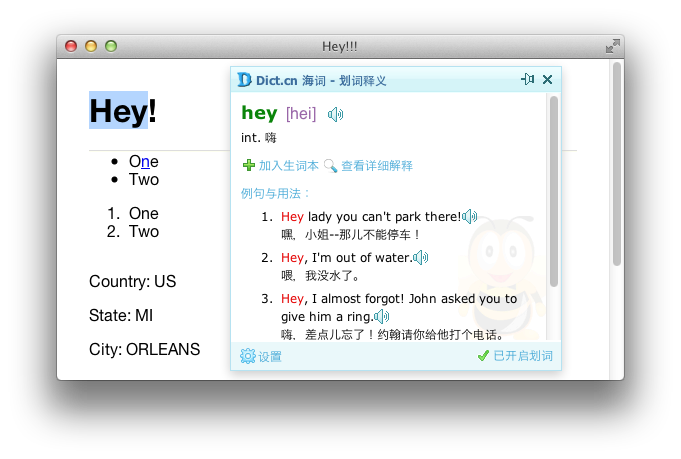 Hey!!!
Hey!
One
Two
1. One
2. Two
Country: US
State: MI
City: ORLEANS
Dict.cn 海词 - 划词释义
hey [hei]
int. 嗨
加入生词本 查看详细解释
例句与用法：
1. Hey lady you can't park there!
嘿，小姐--那儿不能停车！
2. Hey, I'm out of water.
喂，我没水了。
3. Hey, I almost forgot! John asked you to
give him a ring.
嗨，差点儿忘了！约翰请你给他打个电话。
设置 已开启划词